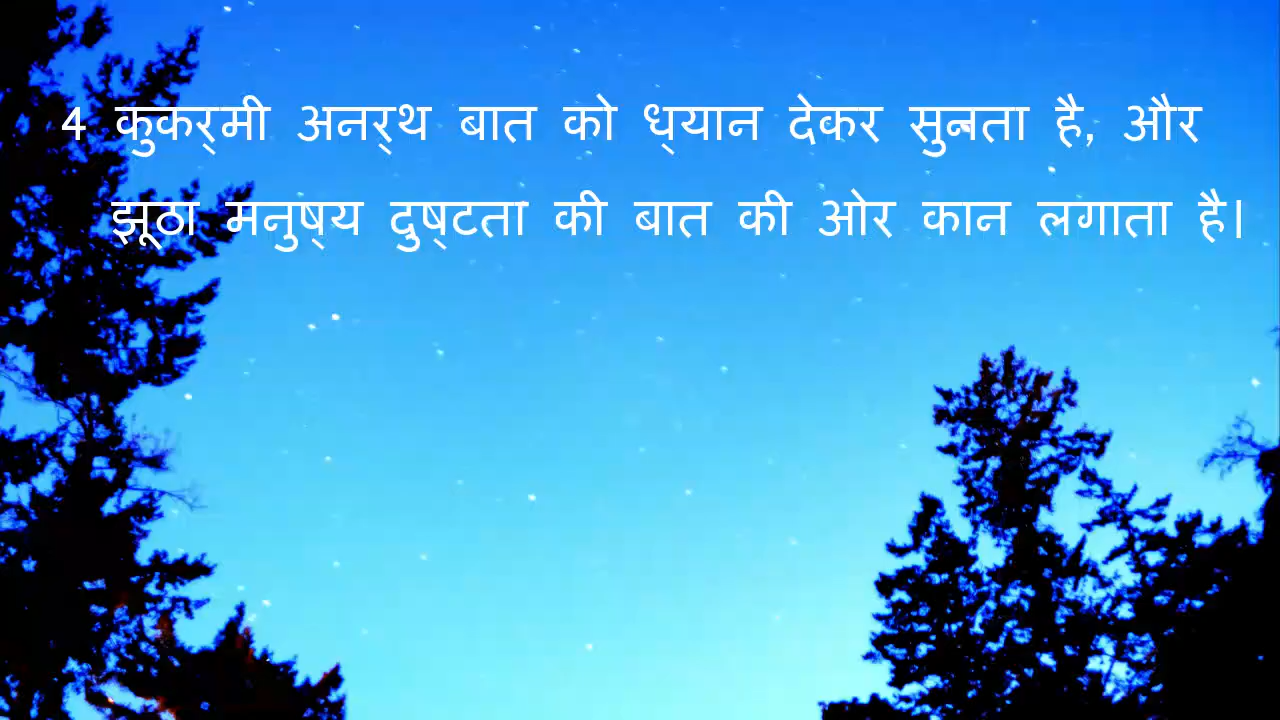 4 कुकर्मी अनर्थ बात को ध्यान देकर सुनता है, और
झूठा मनुष्य दुष्टता की बात की ओर कान लगाता है।